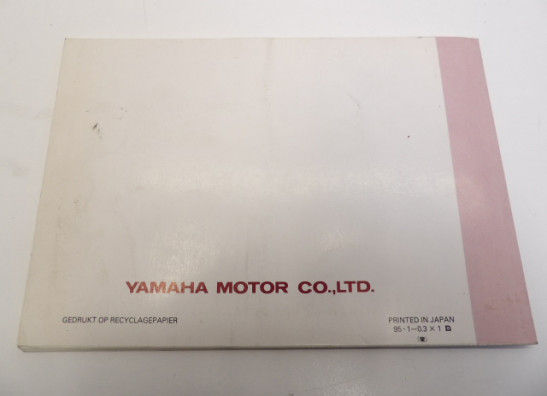 YAMAHA MOTOR CO.,LTD.
GEDRUKT OP RECYCLAGEPAPIER
PRINTED IN JAPAN
95 · 1—0.3 × 1